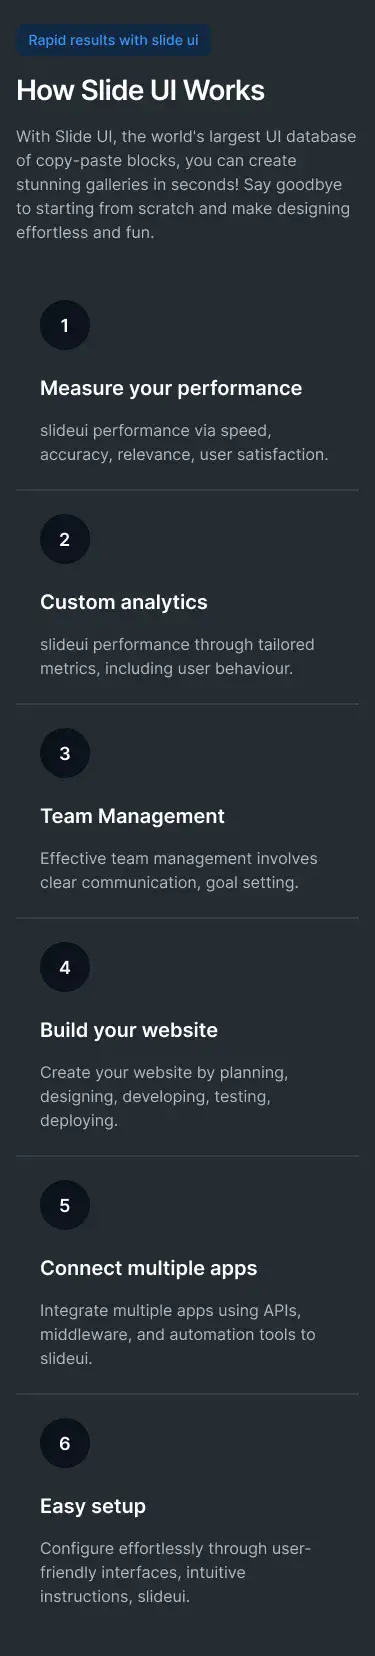 Rapid results with slide ui
How Slide UI Works
With Slide UI, the world's largest UI database
of copy-paste blocks, you can create
stunning galleries in seconds! Say goodbye
to starting from scratch and make designing
effortless and fun.
1
Measure your performance
slideui performance via speed,
accuracy, relevance, user satisfaction.
2
Custom analytics
slideui performance through tailored
metrics, including user behaviour.
3
Team Management
Effective team management involves
clear communication, goal setting.
4
Build your website
Create your website by planning,
designing, developing, testing,
deploying.
5
Connect multiple apps
Integrate multiple apps using APIs,
middleware, and automation tools to
slideui.
6
Easy setup
Configure effortlessly through user-
friendly interfaces, intuitive
instructions, slideui.